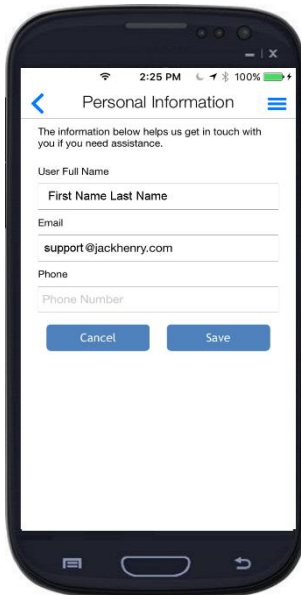 2:25 PM 100%
Personal Information
The information below helps us get in touch with
you if you need assistance.
User Full Name
First Name Last Name
Email
support@jackhenry.com
Phone
Phone Number
Cancel Save